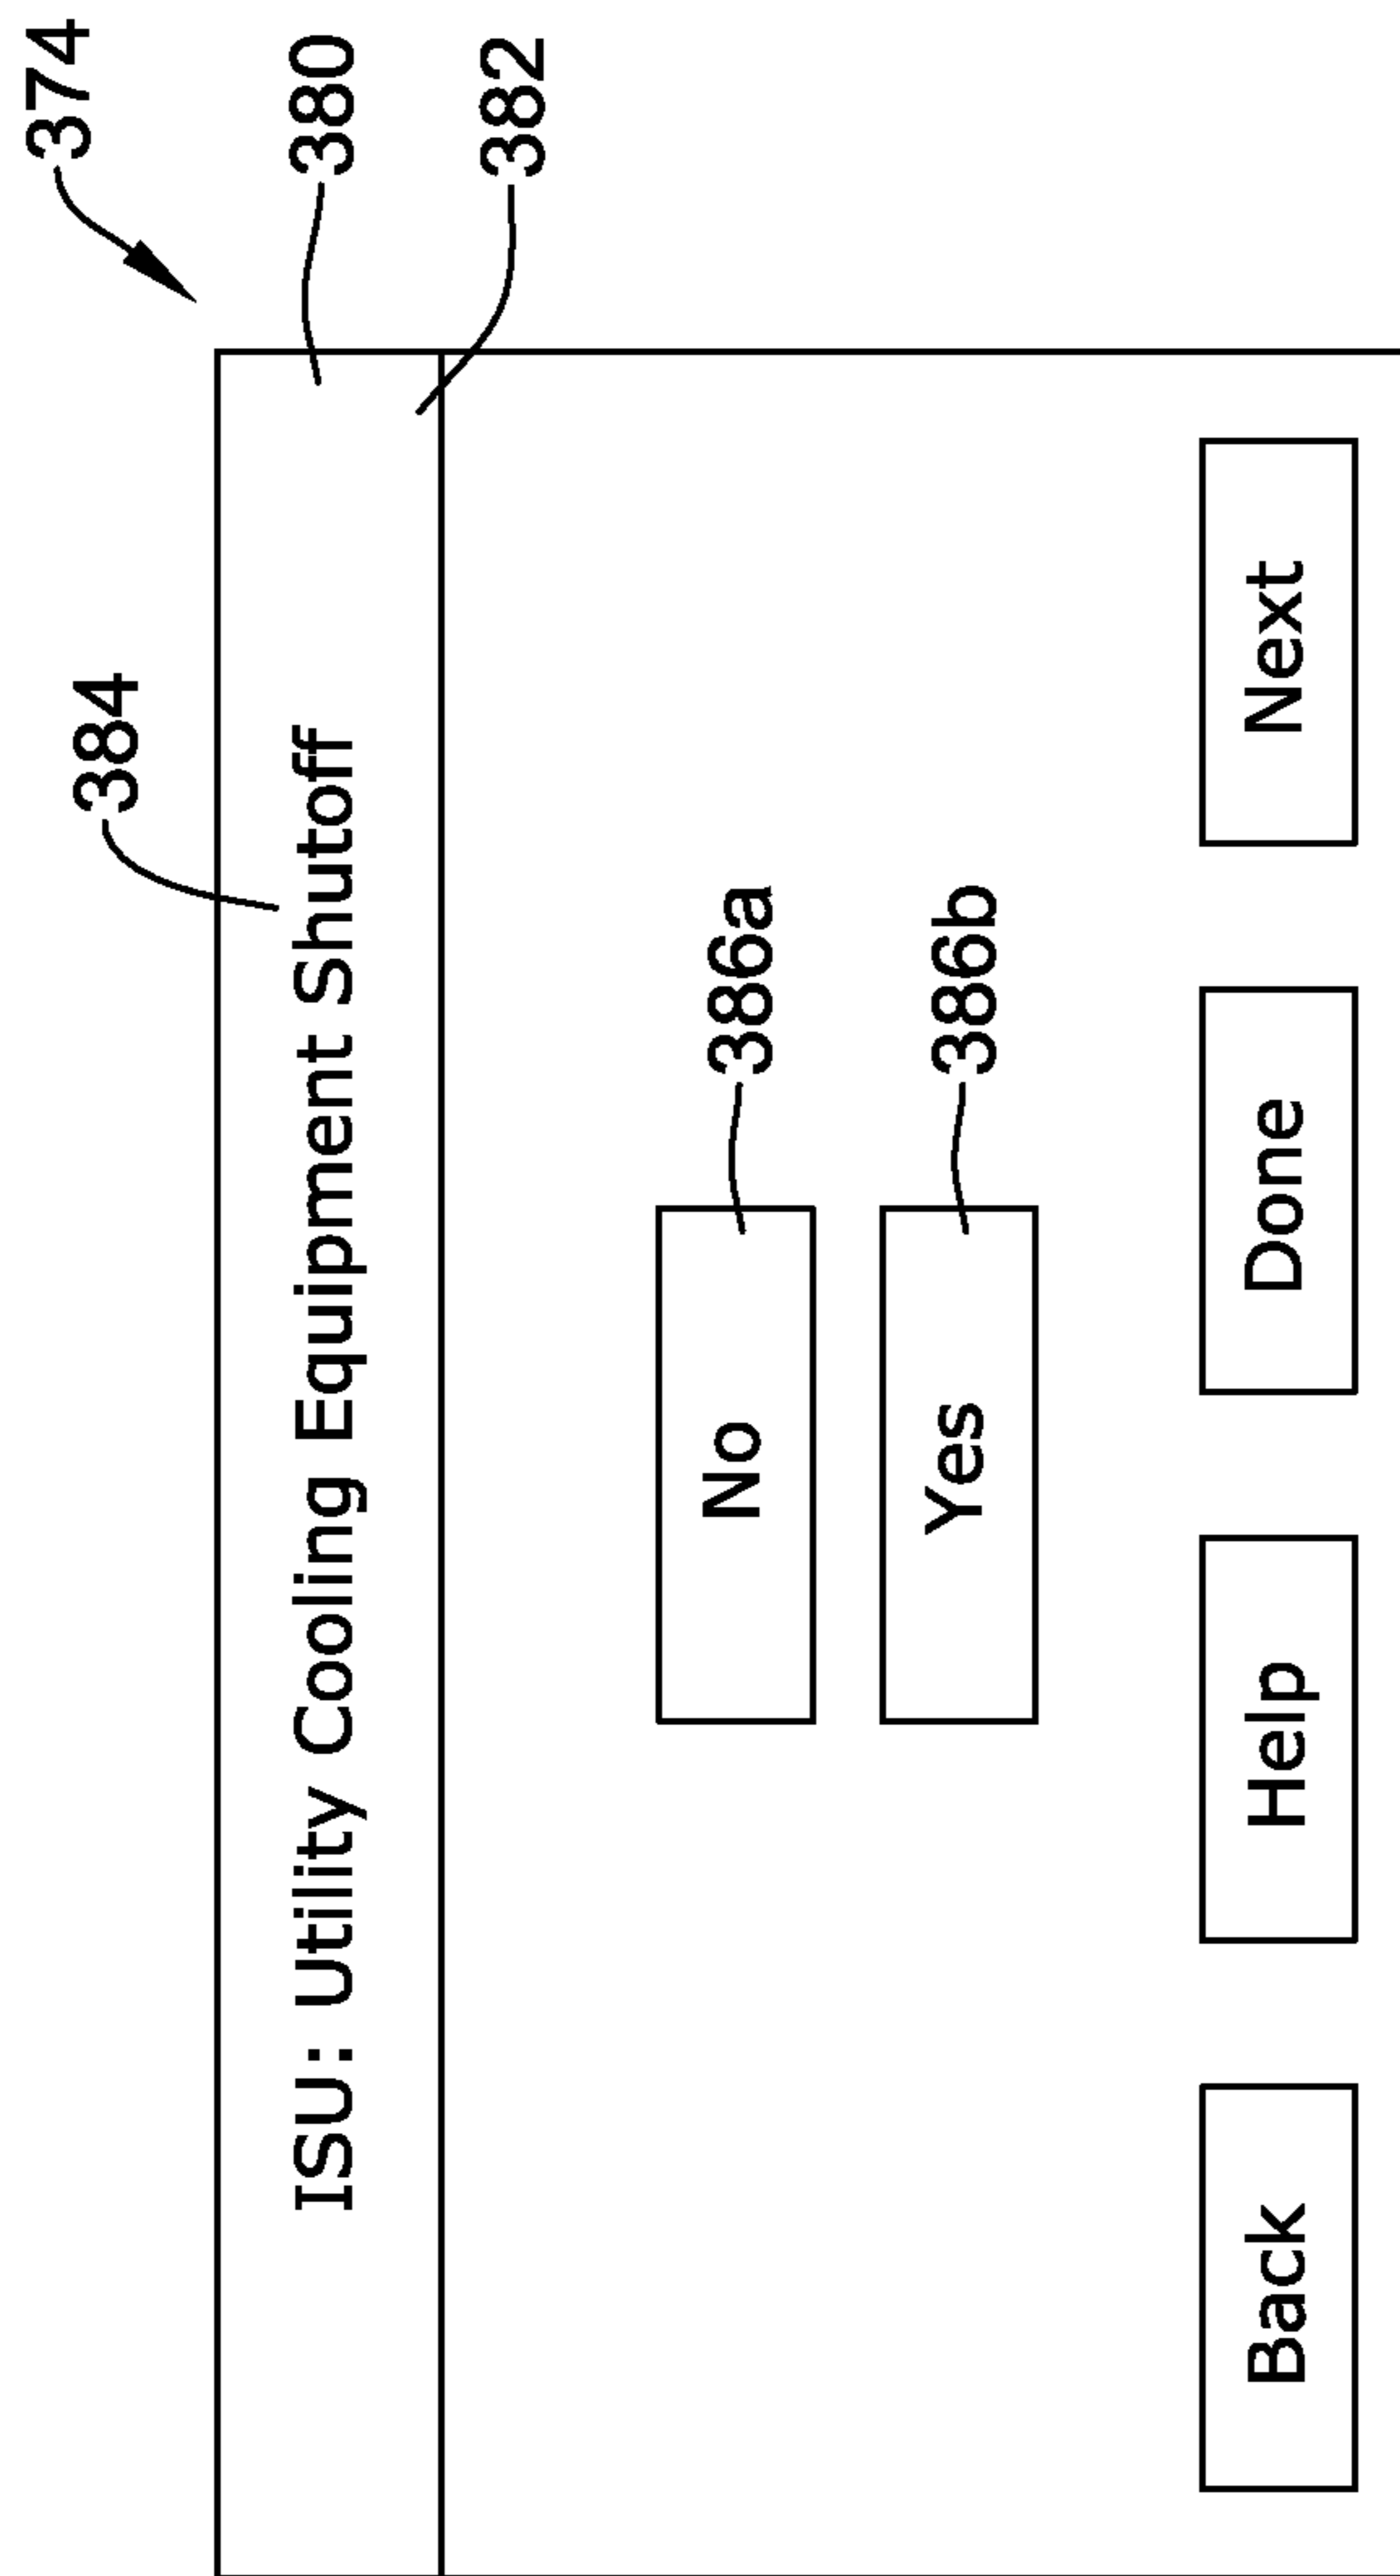 374
384
380
ISU: Utility Cooling Equipment Shutoff
382
No
386a
Yes
386b
Back
Help
Done
Next